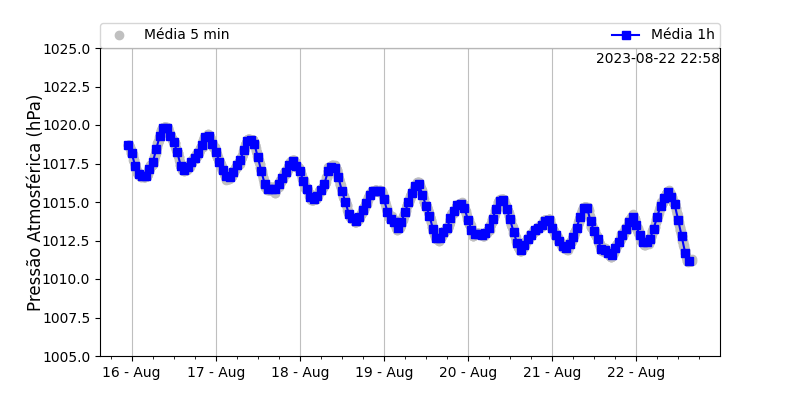 Média 5 min
Média 1h
2023-08-22 22:58
Pressão Atmosférica (hPa)
1025.0
1022.5
1020.0
1017.5
1015.0
1012.5
1010.0
1007.5
1005.0
16 - Aug
17 - Aug
18 - Aug
19 - Aug
20 - Aug
21 - Aug
22 - Aug